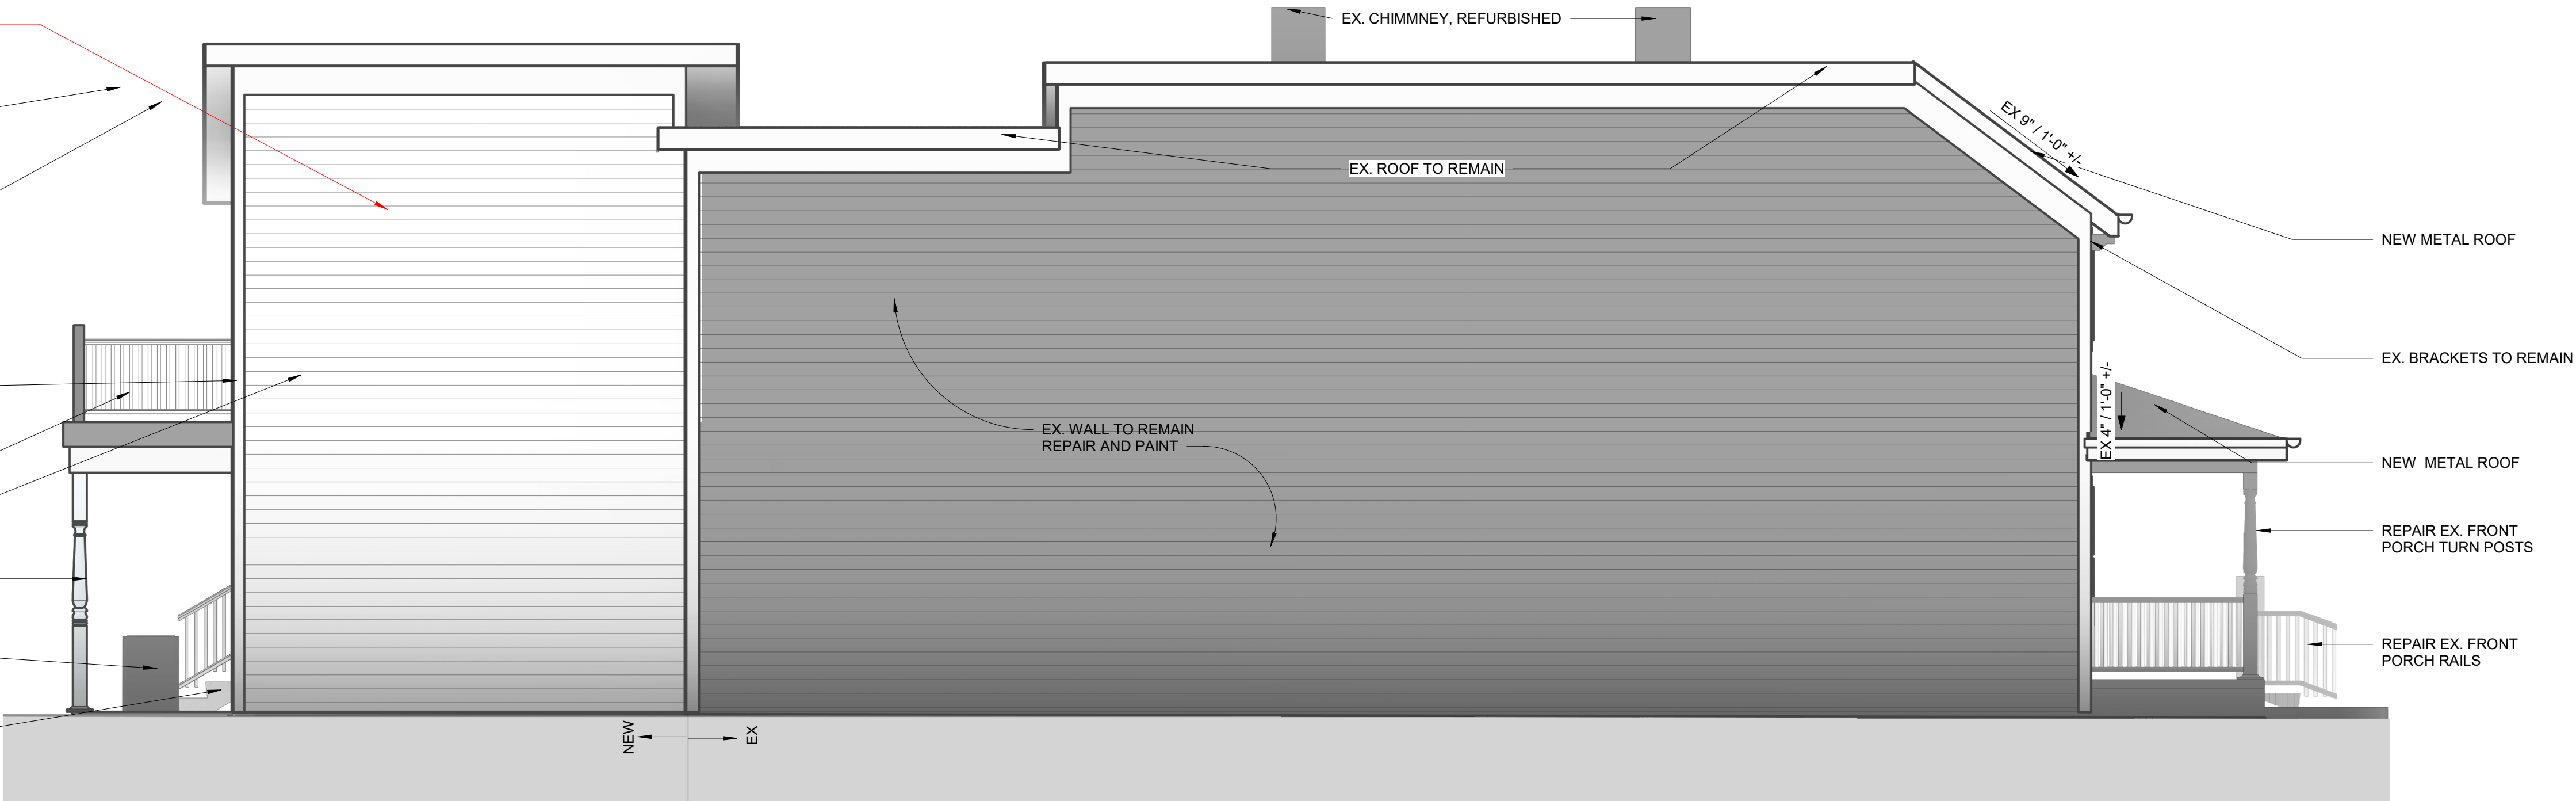 EX. CHIMMNEY, REFURBISHED
EX 9" / 1'-0" +/-
EX. ROOF TO REMAIN
NEW METAL ROOF
EX. BRACKETS TO REMAIN
EX 4" / 1'-0" +/-
EX. WALL TO REMAIN
REPAIR AND PAINT
NEW METAL ROOF
REPAIR EX. FRONT
PORCH TURN POSTS
REPAIR EX. FRONT
PORCH RAILS
NEW
EX